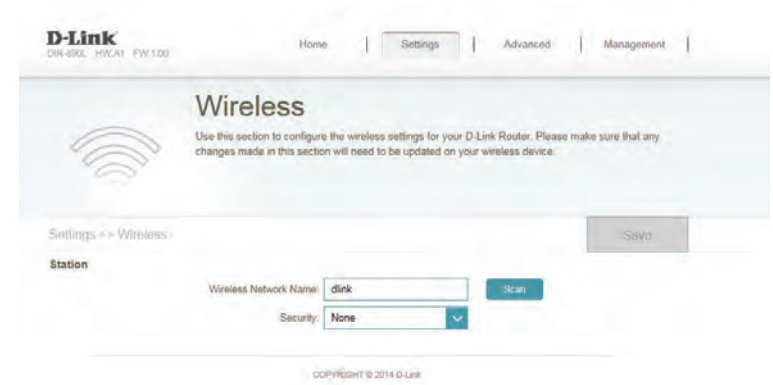 D-Link
DIR-890L HW:A1 FW:1.00
Home | Settings | Advanced | Management |
Wireless
Use this section to configure the wireless settings for your D-Link Router. Please make sure that any
changes made in this section will need to be updated on your wireless device.
Settings >> Wireless
Save
Station
Wireless Network Name: dlink
Scan
Security: None
COPYRIGHT © 2014 D-Link